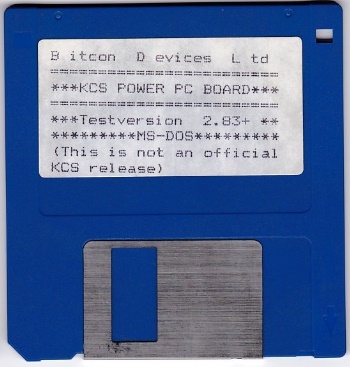 B itcon D evices L td
==========================
***KCS POWER PC BOARD***
==========================
***Testversion 2.83+ **
*********MS-DOS********
(This is not an official
KCS release)